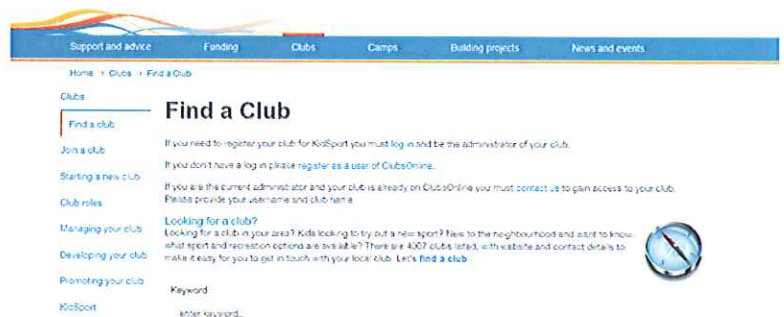 Support and advice Funding Clubs Camps Building projects News and events
Home > Clubs > Find a Club
Clubs
Find a club
Join a club
Starting a new club
Club roles
Managing your club
Developing your club
Promoting your club
KidSport
Find a Club
If you need to register your club for KidSport you must log in and be the administrator of your club.
If you don't have a log in please register as a user of ClubsOnline.
If you are the current administrator and your club is already on ClubsOnline you must contact us to gain access to your club.
Please provide your username and club name
Looking for a club?
Looking for a club in your area? Kids looking to try out a new sport? New to the neighbourhood and want to know
what sport and recreation options are available? There are 4007 clubs listed, with website and contact details to
make it easy for you to get in touch with your local club. Let's find a club
Keyword
enter keyword..